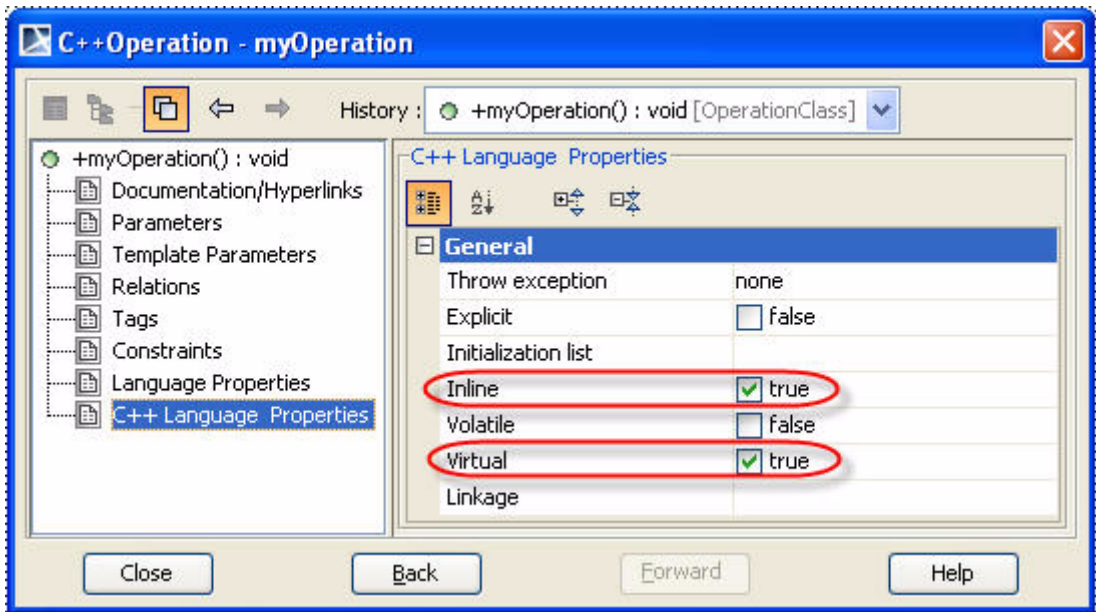 C++Operation - myOperation
History : +myOperation() : void [OperationClass]
+myOperation() : void
Documentation/Hyperlinks
Parameters
Template Parameters
Relations
Tags
Constraints
Language Properties
C++ Language Properties
C++ Language Properties
General
Throw exception none
Explicit false
Initialization list
Inline true
Volatile false
Virtual true
Linkage
Close Back Forward Help